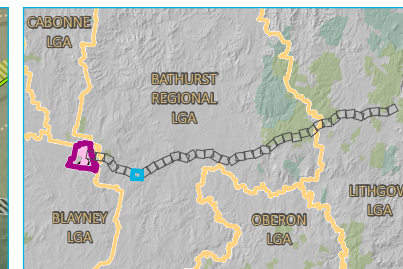 CABONNE
LGA
BATHURST
REGIONAL
LGA
BLAYNEY
LGA
OBERON
LGA
LITHGOW
LGA